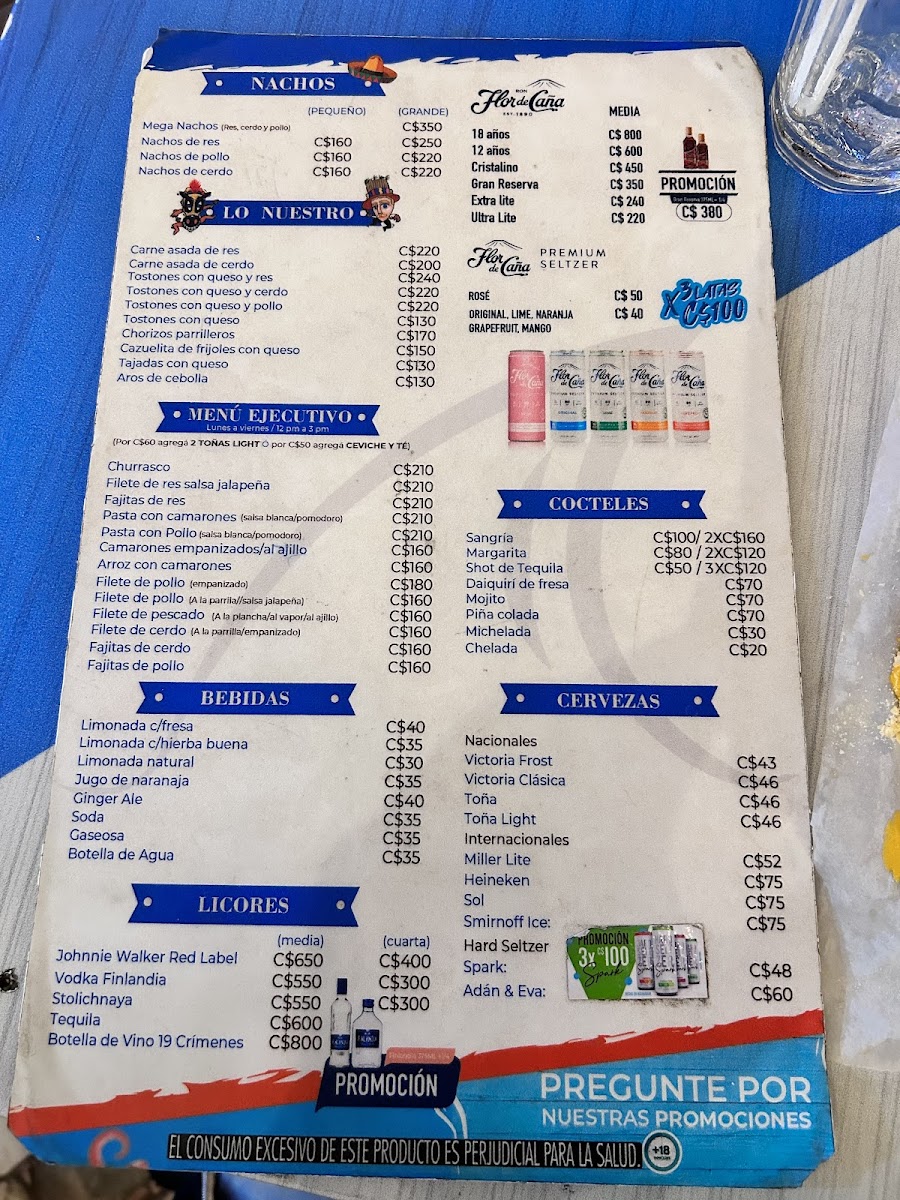 NACHOS
(PEQUEÑO) (GRANDE)
Mega Nachos (Res, cerdo y pollo) C$350
Nachos de res C$160 C$250
Nachos de pollo C$160 C$220
Nachos de cerdo C$160 C$220
LO NUESTRO
Carne asada de res C$220
Carne asada de cerdo C$200
Tostones con queso y res C$240
Tostones con queso y cerdo C$220
Tostones con queso y pollo C$220
Tostones con queso C$130
Chorizos parrilleros C$170
Cazuelita de frijoles con queso C$150
Tajadas con queso C$130
Aros de cebolla C$130
MENÚ EJECUTIVO
Lunes a viernes / 12 pm a 3 pm
(Por C$60 agregá 2 TOÑAS LIGHT Ó por C$50 agregá CEVICHE Y TÉ)
Churrasco C$210
Filete de res salsa jalapeña C$210
Fajitas de res C$210
Pasta con camarones (salsa blanca/pomodoro) C$210
Pasta con Pollo (salsa blanca/pomodoro) C$210
Camarones empanizados/al ajillo C$160
Arroz con camarones C$160
Filete de pollo (empanizado) C$180
Filete de pollo (A la parrilla//salsa jalapeña) C$160
Filete de pescado (A la plancha/al vapor/al ajillo) C$160
Filete de cerdo (A la parrilla/empanizado) C$160
Fajitas de cerdo C$160
Fajitas de pollo C$160
BEBIDAS
Limonada c/fresa C$40
Limonada c/hierba buena C$35
Limonada natural C$30
Jugo de naranja C$35
Ginger Ale C$40
Soda C$35
Gaseosa C$35
Botella de Agua C$35
LICORES
(media) (cuarta)
Johnnie Walker Red Label C$650 C$400
Vodka Finlandia C$550 C$300
Stolichnaya C$550 C$300
Tequila C$600
Botella de Vino 19 Crímenes C$800
PROMOCIÓN
RON
Flor de Caña
EST. 1890
MEDIA
18 años C$ 800
12 años C$ 600
Cristalino C$ 450
Gran Reserva C$ 350
Extra lite C$ 240
Ultra Lite C$ 220
PROMOCIÓN
Gran Reserva 375ML + 1/4
C$ 380
Flor de Caña PREMIUM
SELTZER
ROSÉ C$ 50
ORIGINAL, LIME, NARANJA C$ 40
GRAPEFRUIT, MANGO
3 LATAS
X C$100
COCTELES
Sangría C$100/ 2XC$160
Margarita C$80 / 2XC$120
Shot de Tequila C$50 / 3XC$120
Daiquirí de fresa C$70
Mojito C$70
Piña colada C$70
Michelada C$30
Chelada C$20
CERVEZAS
Nacionales
Victoria Frost C$43
Victoria Clásica C$46
Toña C$46
Toña Light C$46
Internacionales
Miller Lite C$52
Heineken C$75
Sol C$75
Smirnoff Ice: C$75
Hard Seltzer
PROMOCIÓN
3x C$100
Spark
Spark: C$48
Adán & Eva: C$60
PREGUNTE POR
NUESTRAS PROMOCIONES
EL CONSUMO EXCESIVO DE ESTE PRODUCTO ES PERJUDICIAL PARA LA SALUD. +18